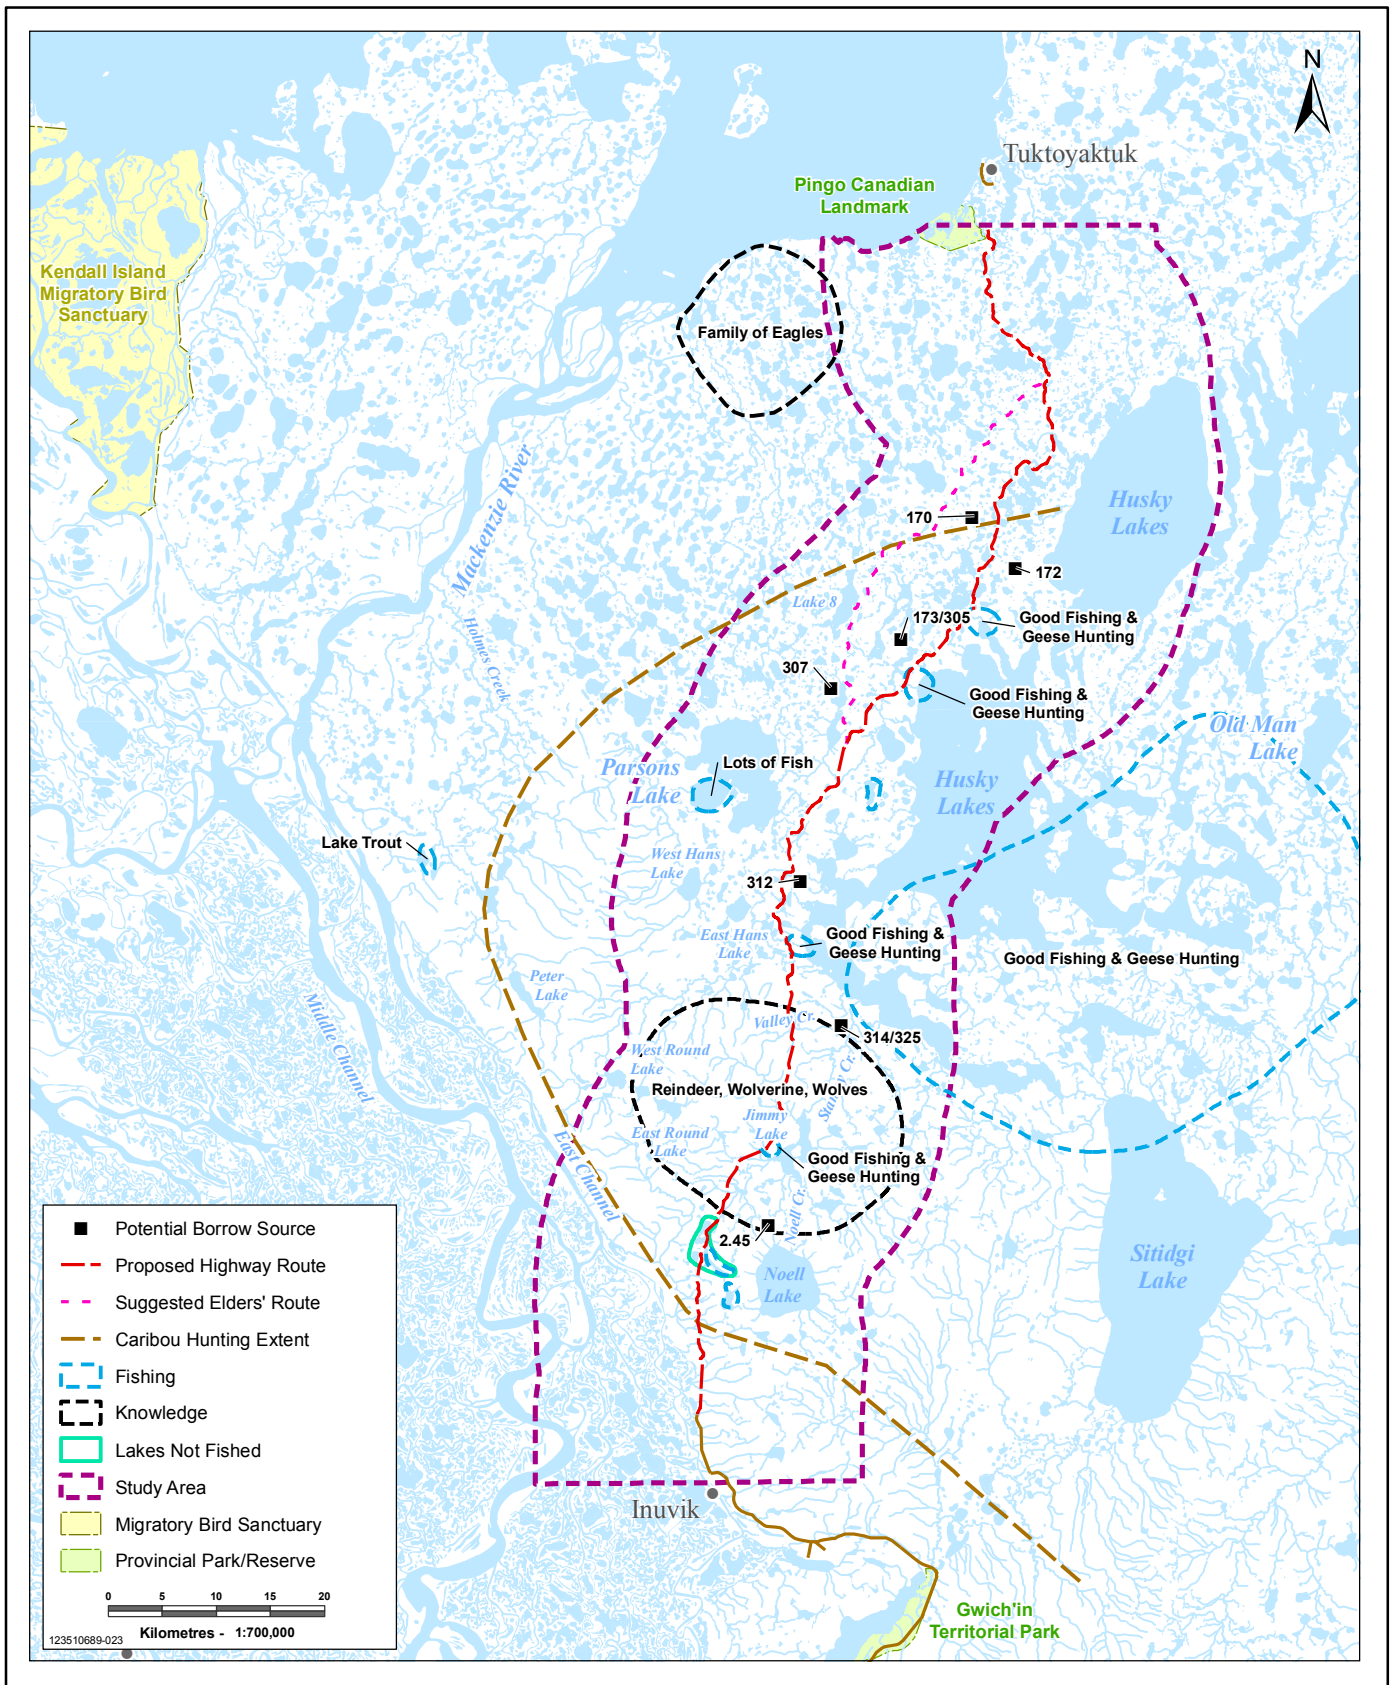 N
Tuktoyaktuk
Pingo Canadian
Landmark
Kendall Island
Migratory Bird
Sanctuary
Family of Eagles
Mackenzie River
Husky
Lakes
170
172
Lake 8
Holmes Creek
173/305
Good Fishing &
Geese Hunting
307
Good Fishing &
Geese Hunting
Old Man
Lake
Parsons
Lake
Lots of Fish
Husky
Lakes
Lake Trout
West Hans
Lake
312
East Hans
Lake
Good Fishing &
Geese Hunting
Good Fishing & Geese Hunting
Peter
Lake
Middle Channel
Valley Cr.
314/325
West Round
Lake
Reindeer, Wolverine, Wolves
Jimmy
Lake
East Round
Lake
East Channel
Good Fishing &
Geese Hunting
Noell Cr.
2.45
Noell
Lake
Sitidgi
Lake
Potential Borrow Source
Proposed Highway Route
Suggested Elders' Route
Caribou Hunting Extent
Fishing
Knowledge
Lakes Not Fished
Study Area
Migratory Bird Sanctuary
Provincial Park/Reserve
0 5 10 15 20
Kilometres - 1:700,000
123510689-023
Inuvik
Gwich'in
Territorial Park